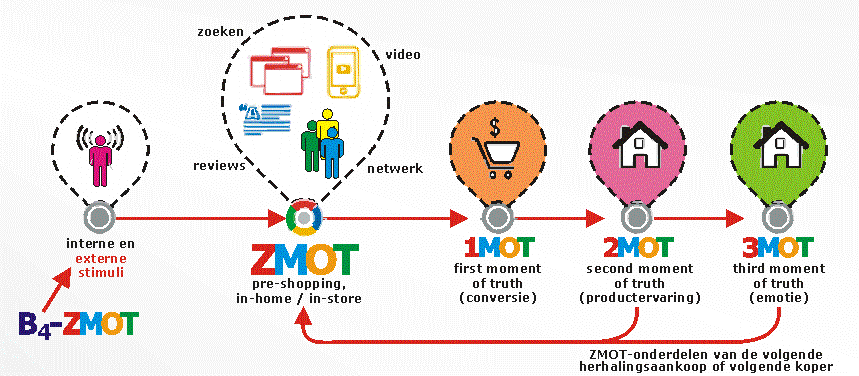 zoeken
video
reviews
netwerk
$
interne en
externe
stimuli
B4-ZMOT
ZMOT
pre-shopping,
in-home / in-store
1MOT
first moment
of truth
(conversie)
2MOT
second moment
of truth
(productervaring)
3MOT
third moment
of truth
(emotie)
ZMOT-onderdelen van de volgende
herhalingsaankoop of volgende koper